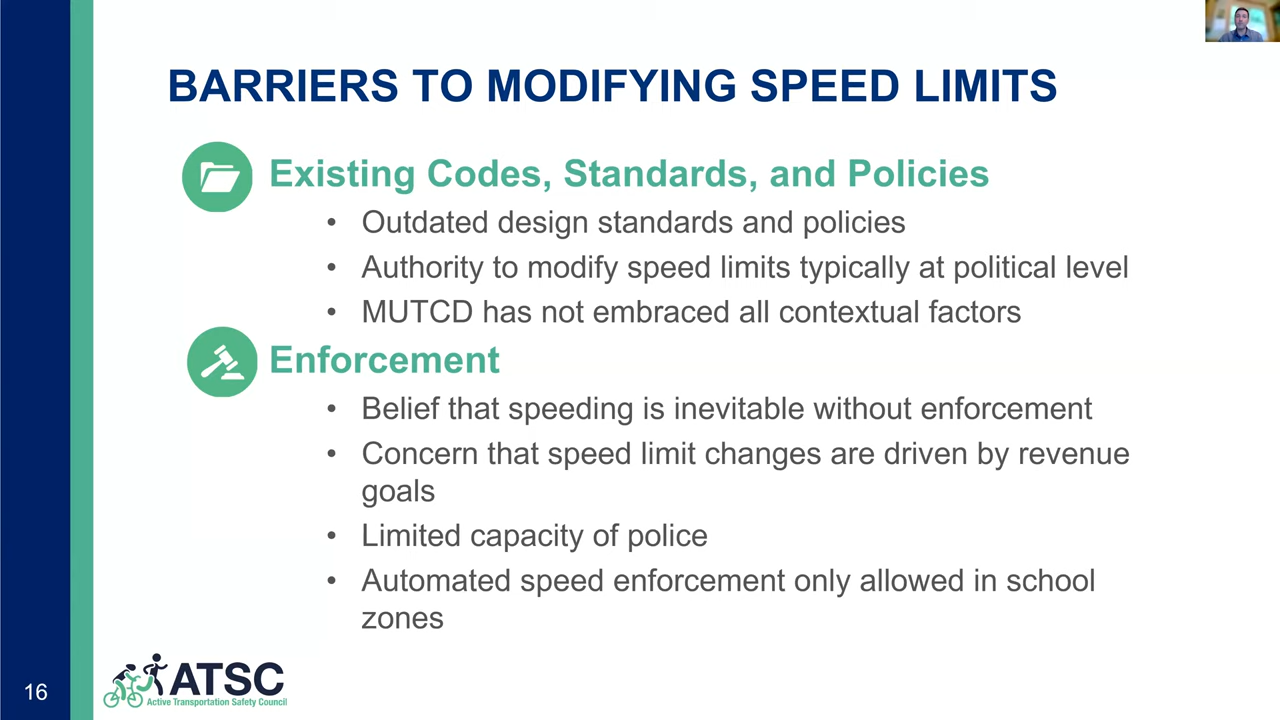 BARRIERS TO MODIFYING SPEED LIMITS
Existing Codes, Standards, and Policies
• Outdated design standards and policies
• Authority to modify speed limits typically at political level
• MUTCD has not embraced all contextual factors
Enforcement
• Belief that speeding is inevitable without enforcement
• Concern that speed limit changes are driven by revenue
goals
• Limited capacity of police
• Automated speed enforcement only allowed in school
zones
16
ATSC
Active Transportation Safety Council